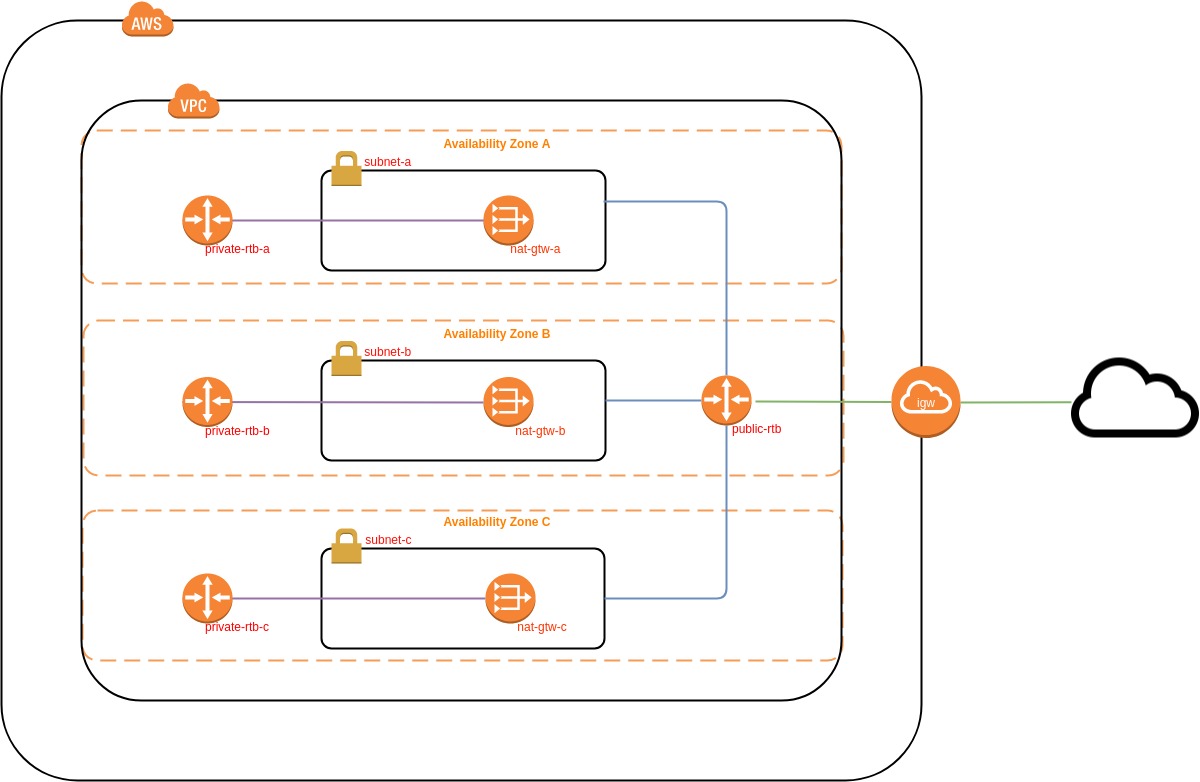 AWS
VPC
Availability Zone A
subnet-a
private-rtb-a
nat-gtw-a
Availability Zone B
subnet-b
private-rtb-b
nat-gtw-b
public-rtb
igw
Availability Zone C
subnet-c
private-rtb-c
nat-gtw-c